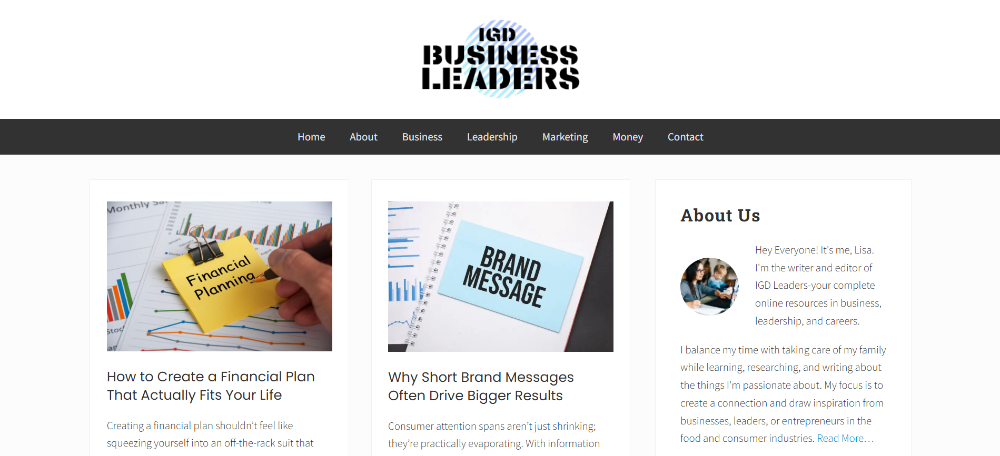 IGD
BUSINESS
LEADERS
Home
About
Business
Leadership
Marketing
Money
Contact
Monthly
Financial
Planning
How to Create a Financial Plan
That Actually Fits Your Life
Creating a financial plan shouldn’t feel like
squeezing yourself into an off-the-rack suit that
BRAND
MESSAGE
Why Short Brand Messages
Often Drive Bigger Results
Consumer attention spans aren’t just shrinking;
they’re practically evaporating. With information
About Us
Hey Everyone! It's me, Lisa.
I'm the writer and editor of
IGD Leaders-your complete
online resources in business,
leadership, and careers.
I balance my time with taking care of my family
while learning, researching, and writing about
the things I'm passionate about. My focus is to
create a connection and draw inspiration from
businesses, leaders, or entrepreneurs in the
food and consumer industries. Read More…